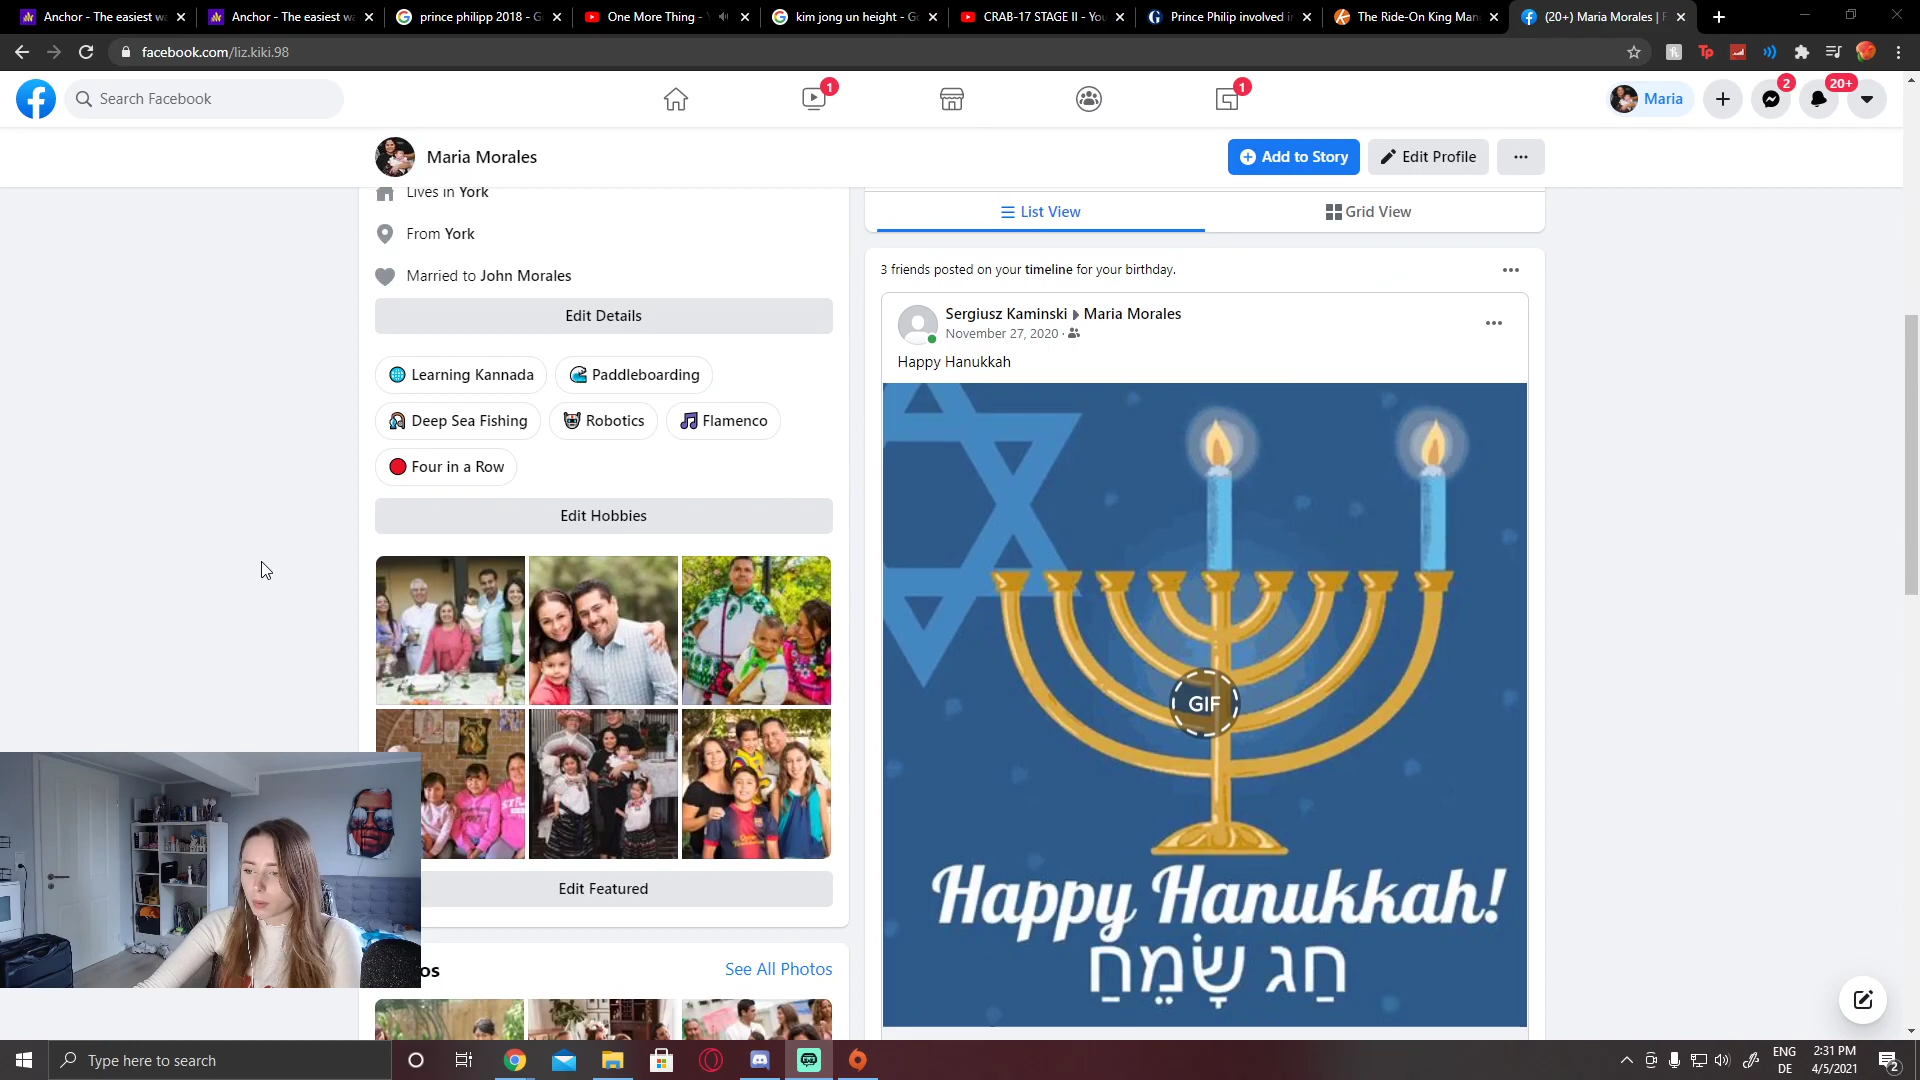 Anchor - The easiest wa
Anchor - The easiest wa
prince philipp 2018 - G
One More Thing - Y
kim jong un height - Go
CRAB-17 STAGE II - You
Prince Philip involved i
The Ride-On King Man
(20+) Maria Morales | F
facebook.com/liz.kiki.98
Tp
Search Facebook
1
1
Maria
2
20+
Maria Morales
Add to Story
Edit Profile
Lives in York
From York
Married to John Morales
Edit Details
Learning Kannada
Paddleboarding
Deep Sea Fishing
Robotics
Flamenco
Four in a Row
Edit Hobbies
Edit Featured
os
See All Photos
List View
Grid View
3 friends posted on your timeline for your birthday.
Sergiusz Kaminski Maria Morales
November 27, 2020 ·
Happy Hanukkah
GIF
Happy Hanukkah!
חַג שָׂמֵחַ
Type here to search
ENG
DE
2:31 PM
4/5/2021
2